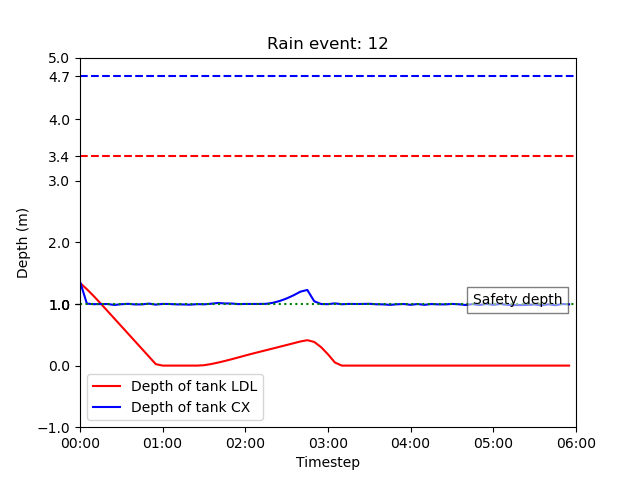 Rain event: 12
5.0
4.7
4.0
3.4
3.0
2.0
1.0
0.0
−1.0
Depth (m)
Safety depth
Depth of tank LDL
Depth of tank CX
00:00 01:00 02:00 03:00 04:00 05:00 06:00
Timestep